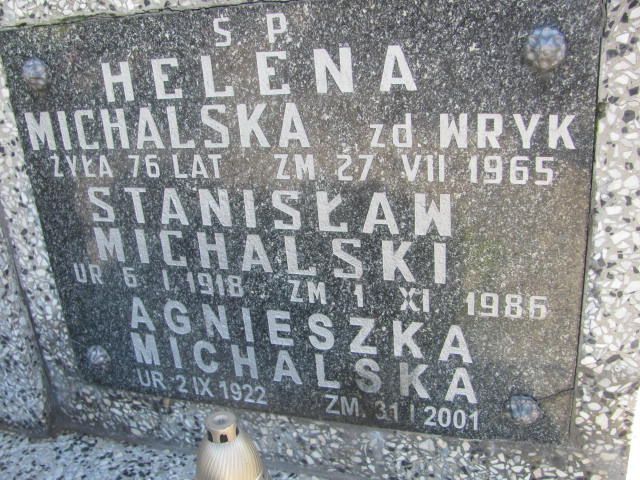 Ś P
HELENA
MICHALSKA zd. WRYK
ŻYŁA 76 LAT ZM. 27 VII 1965
STANISŁAW
MICHALSKI
UR 6 I 1918 ZM 1 XI 1986
AGNIESZKA
MICHALSKA
UR. 2 IX 1922 ZM. 31 I 2001